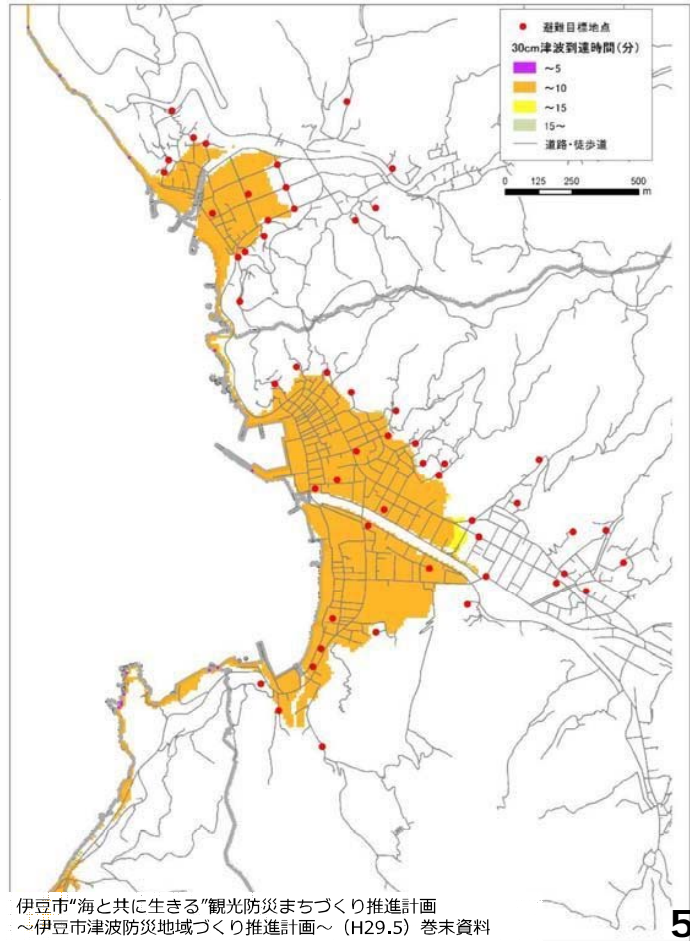 避難目標地点
30cm津波到達時間(分)
～5
～10
～15
15～
道路・徒歩道
0 125 250 500
m
伊豆市“海と共に生きる”観光防災まちづくり推進計画
～伊豆市津波防災地域づくり推進計画～（H29.5）巻末資料
5